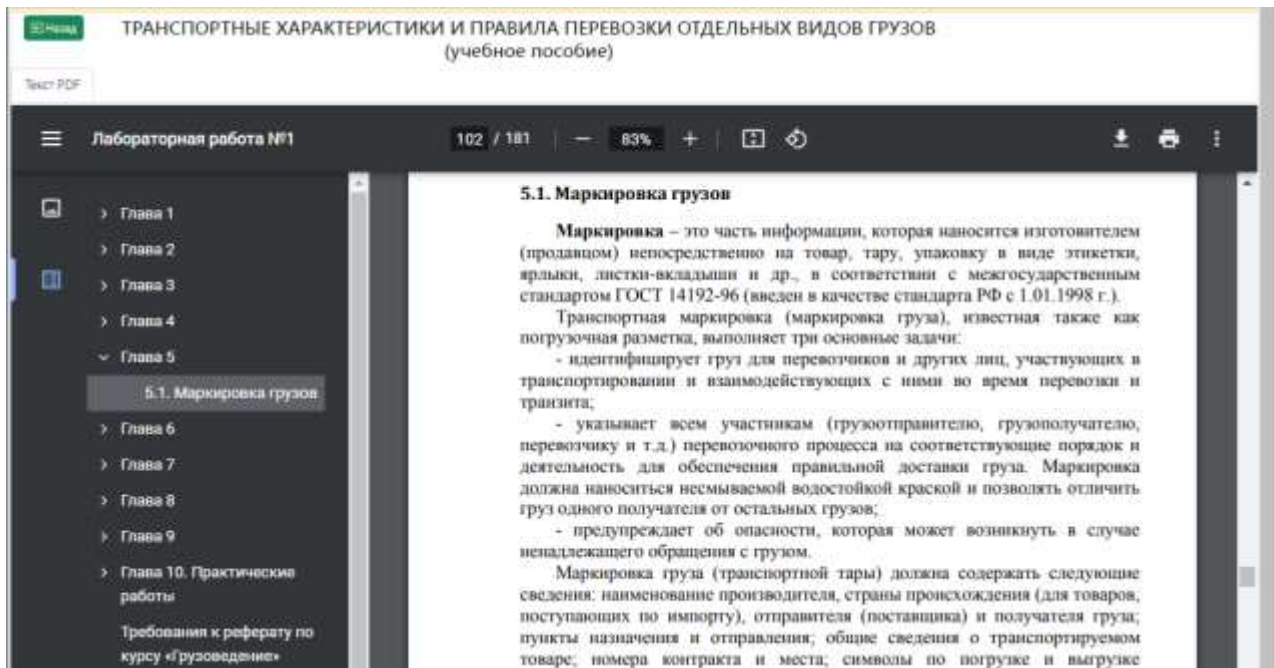 Назад
ТРАНСПОРТНЫЕ ХАРАКТЕРИСТИКИ И ПРАВИЛА ПЕРЕВОЗКИ ОТДЕЛЬНЫХ ВИДОВ ГРУЗОВ
(учебное пособие)
Текст PDF
Лабораторная работа №1
102 / 181
83%
Глава 1
Глава 2
Глава 3
Глава 4
Глава 5
5.1. Маркировка грузов
Глава 6
Глава 7
Глава 8
Глава 9
Глава 10. Практические
работы
Требования к реферату по
курсу «Грузоведение»
5.1. Маркировка грузов
Маркировка – это часть информации, которая наносится изготовителем
(продавцом) непосредственно на товар, тару, упаковку в виде этикетки,
ярлыки, листки-вкладыши и др., в соответствии с межгосударственным
стандартом ГОСТ 14192-96 (введен в качестве стандарта РФ с 1.01.1998 г.).
Транспортная маркировка (маркировка груза), известная также как
погрузочная разметка, выполняет три основные задачи:
- идентифицирует груз для перевозчиков и других лиц, участвующих в
транспортировании и взаимодействующих с ними во время перевозки и
транзита;
- указывает всем участникам (грузоотправителю, грузополучателю,
перевозчику и т.д.) перевозочного процесса на соответствующие порядок и
деятельность для обеспечения правильной доставки груза. Маркировка
должна наноситься несмываемой водостойкой краской и позволять отличить
груз одного получателя от остальных грузов;
- предупреждает об опасности, которая может возникнуть в случае
ненадлежащего обращения с грузом.
Маркировка груза (транспортной тары) должна содержать следующие
сведения: наименование производителя, страны происхождения (для товаров,
поступающих по импорту), отправителя (поставщика) и получателя груза;
пункты назначения и отправления; общие сведения о транспортируемом
товаре; номера контракта и места; символы по погрузке и выгрузке